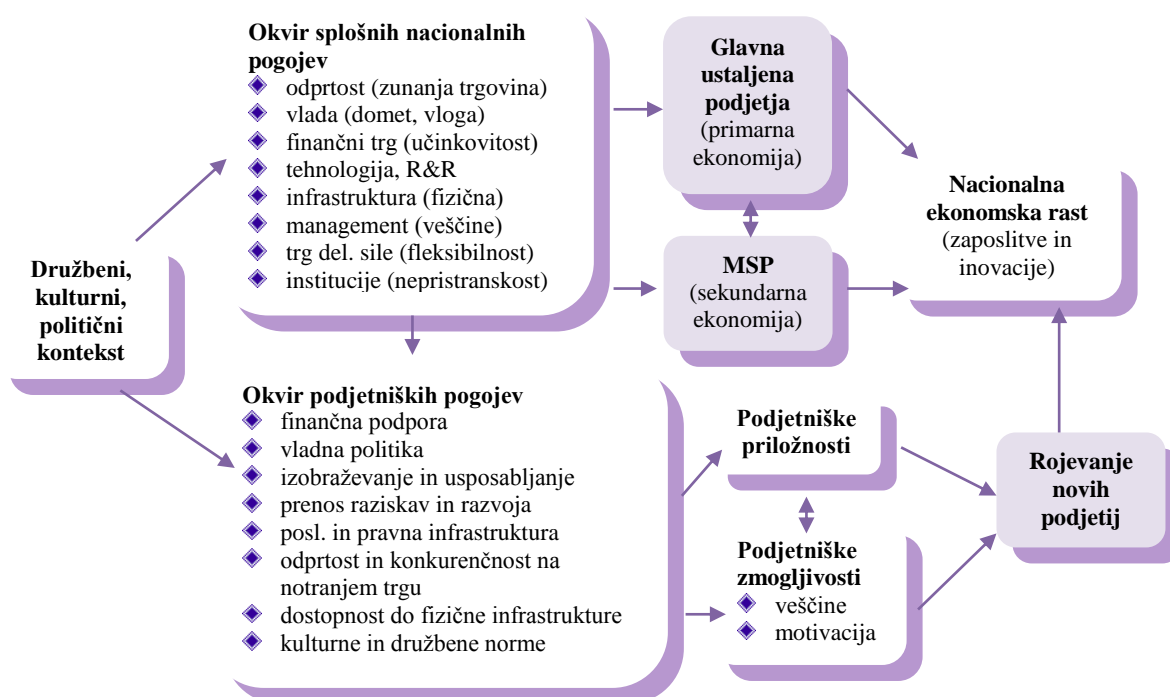 Okvir splošnih nacionalnih
pogojev
odprtost (zunanja trgovina)
vlada (domet, vloga)
finančni trg (učinkovitost)
tehnologija, R&R
infrastruktura (fizična)
management (veščine)
trg del. sile (fleksibilnost)
institucije (nepristranskost)
Glavna
ustaljena
podjetja
(primarna
ekonomija)
MSP
(sekundarna
ekonomija)
Nacionalna
ekonomska rast
(zaposlitve in
inovacije)
Družbeni,
kulturni,
politični
kontekst
Okvir podjetniških pogojev
finančna podpora
vladna politika
izobraževanje in usposabljanje
prenos raziskav in razvoja
posl. in pravna infrastruktura
odprtost in konkurenčnost na
notranjem trgu
dostopnost do fizične infrastrukture
kulturne in družbene norme
Podjetniške
priložnosti
Podjetniške
zmogljivosti
veščine
motivacija
Rojevanje
novih
podjetij